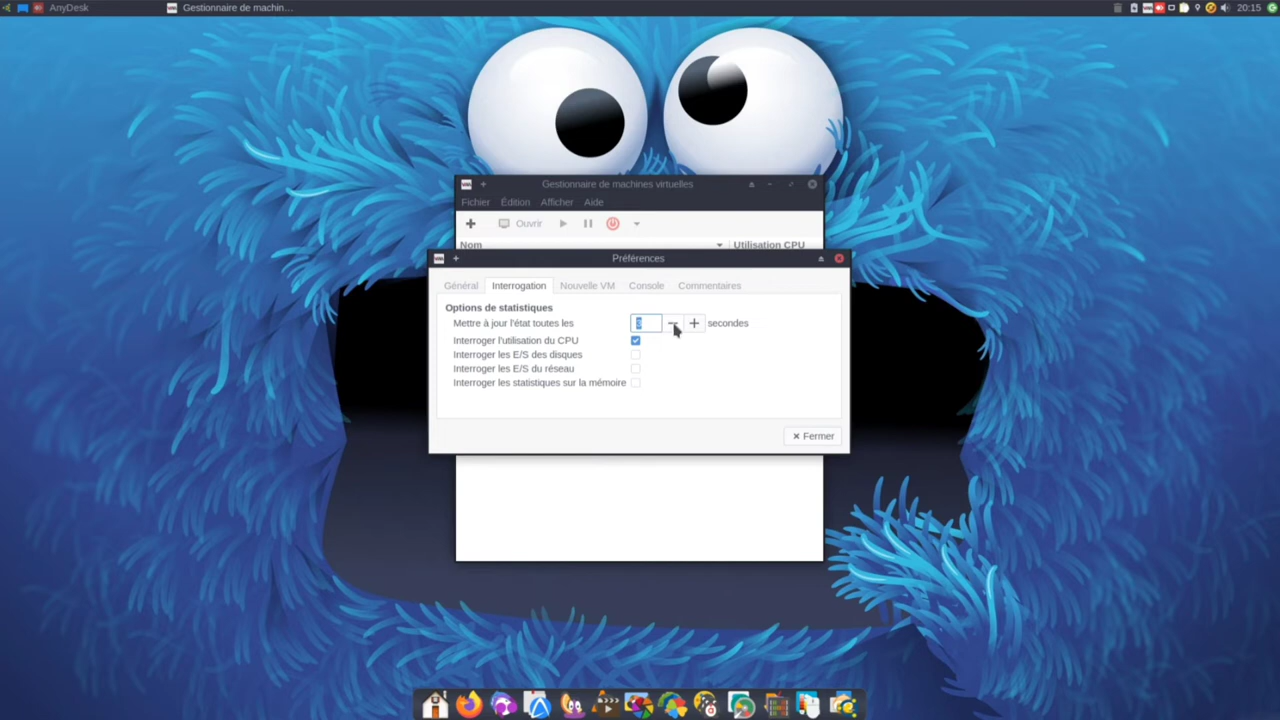 AnyDesk
Gestionnaire de machin...
20:15
Gestionnaire de machines virtuelles
Fichier Édition Afficher Aide
Ouvrir
Nom Utilisation CPU
Préférences
Général Interrogation Nouvelle VM Console Commentaires
Options de statistiques
Mettre à jour l'état toutes les 3 secondes
Interroger l'utilisation du CPU
Interroger les E/S des disques
Interroger les E/S du réseau
Interroger les statistiques sur la mémoire
Fermer